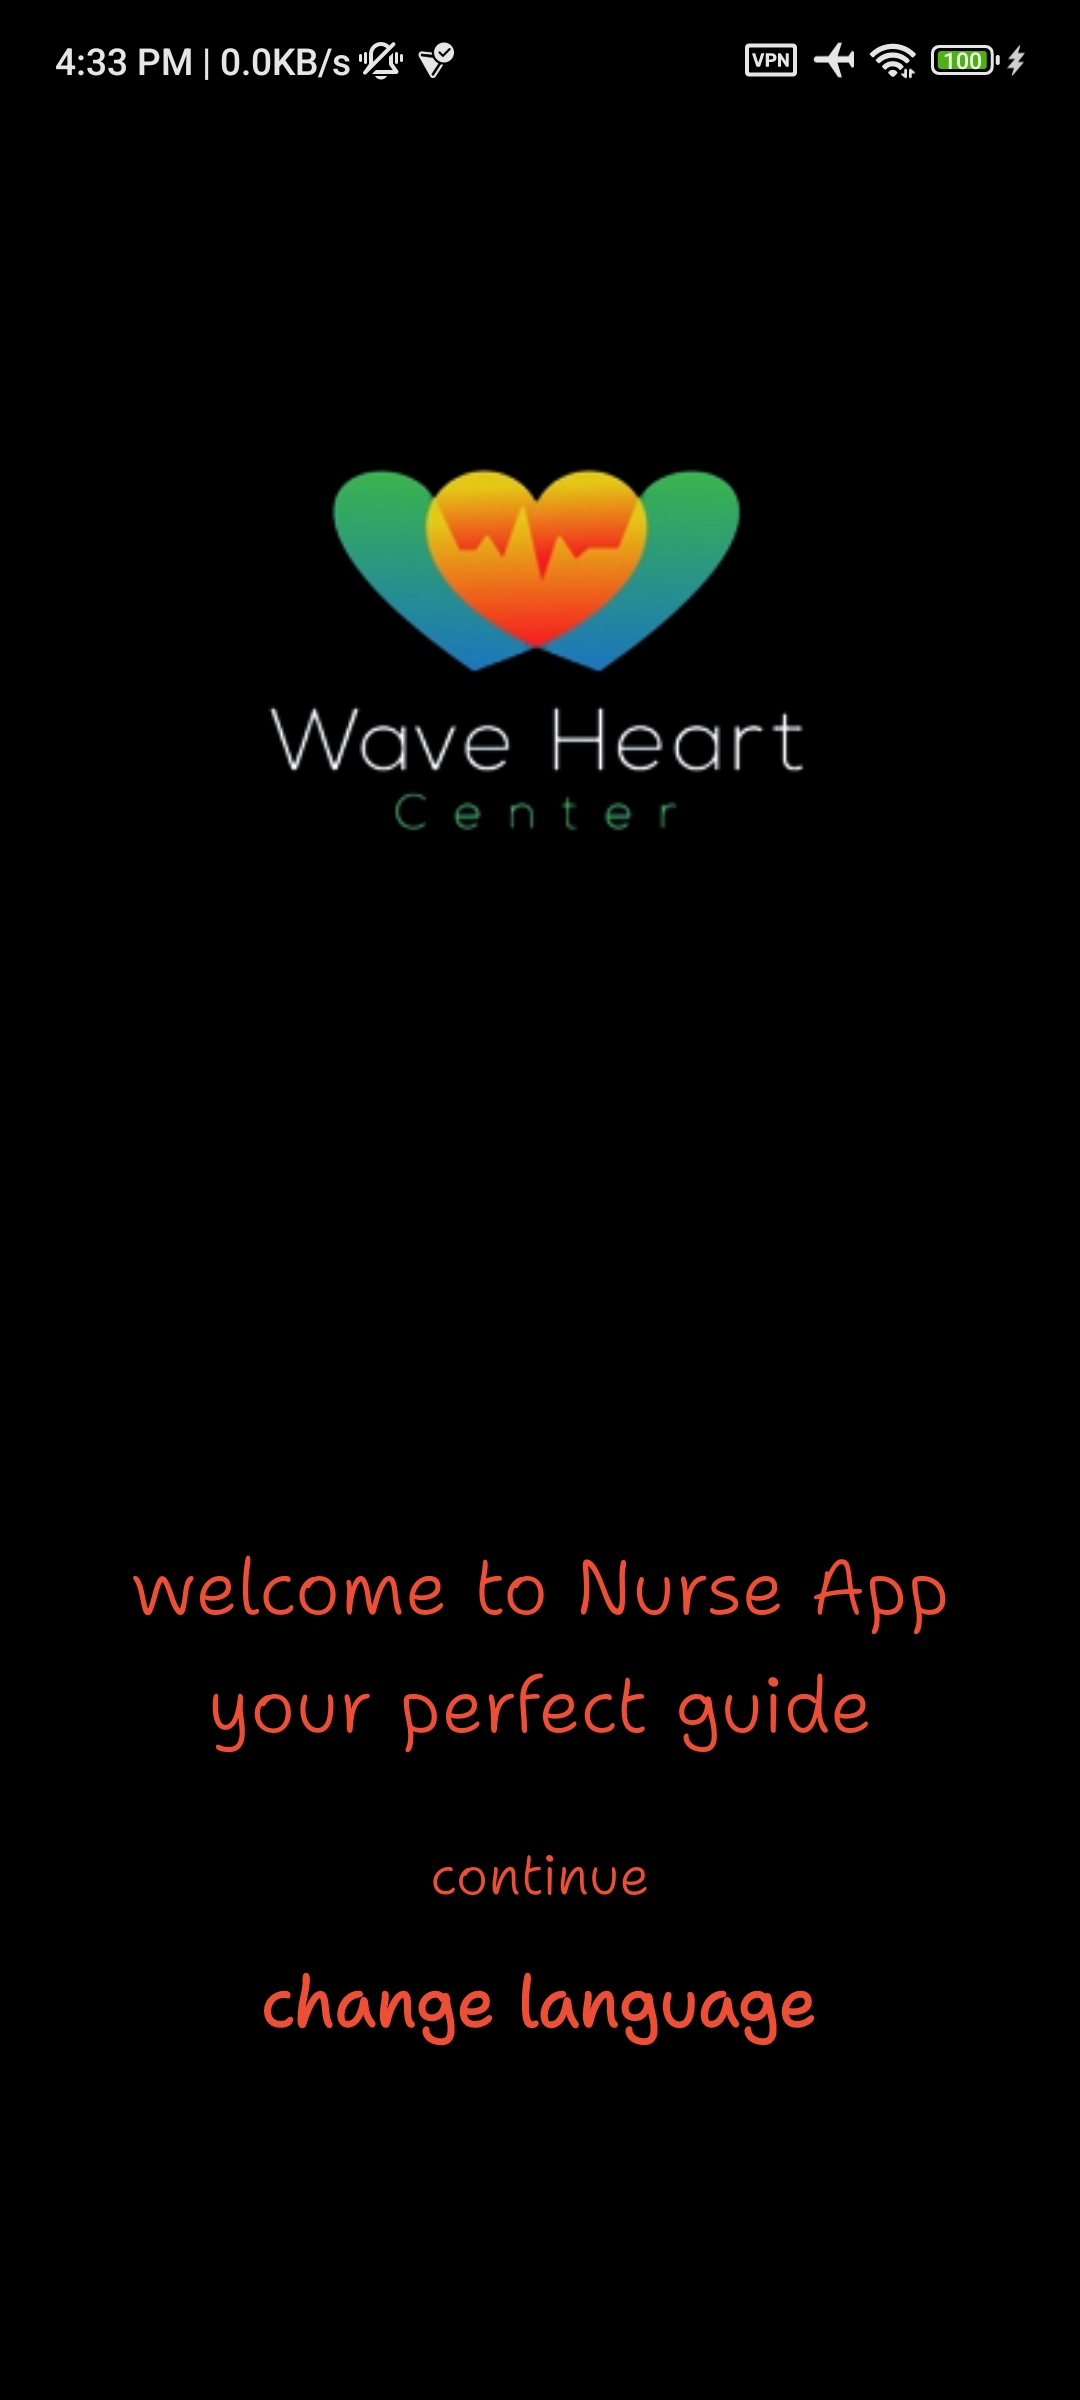 4:33 PM | 0.0KB/s VPN 100
Wave Heart
Center
welcome to Nurse App
your perfect guide
continue
change language